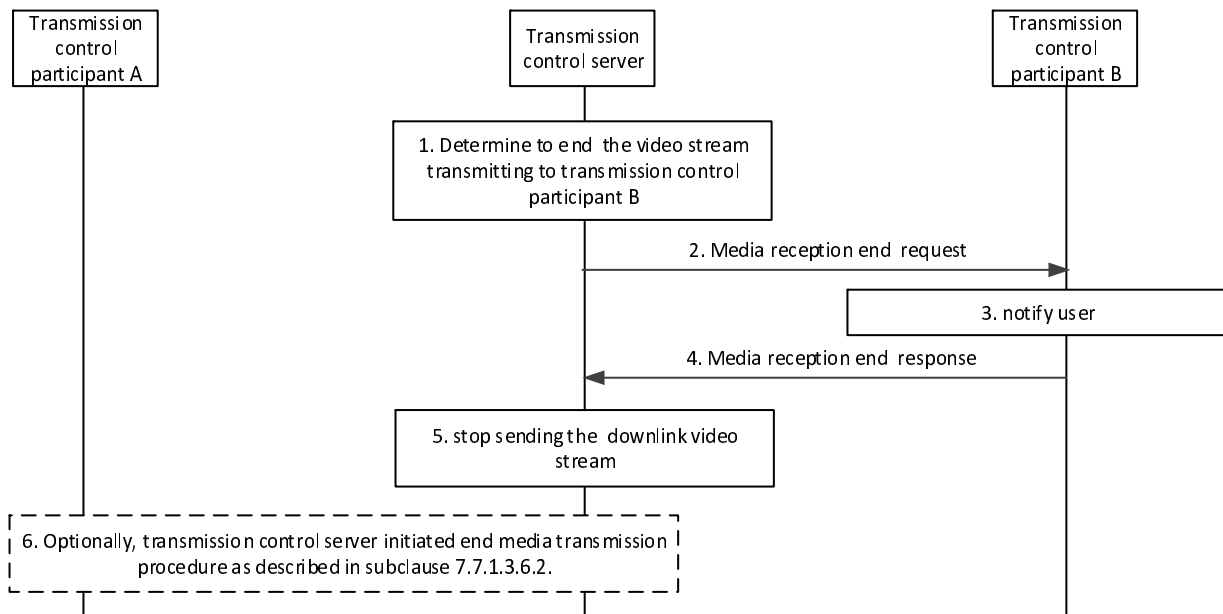 Transmission
control
participant A
Transmission
control server
Transmission
control
participant B
1. Determine to end the video stream
transmitting to transmission control
participant B
2. Media reception end request
3. notify user
4. Media reception end response
5. stop sending the downlink video
stream
6. Optionally, transmission control server initiated end media transmission
procedure as described in subclause 7.7.1.3.6.2.